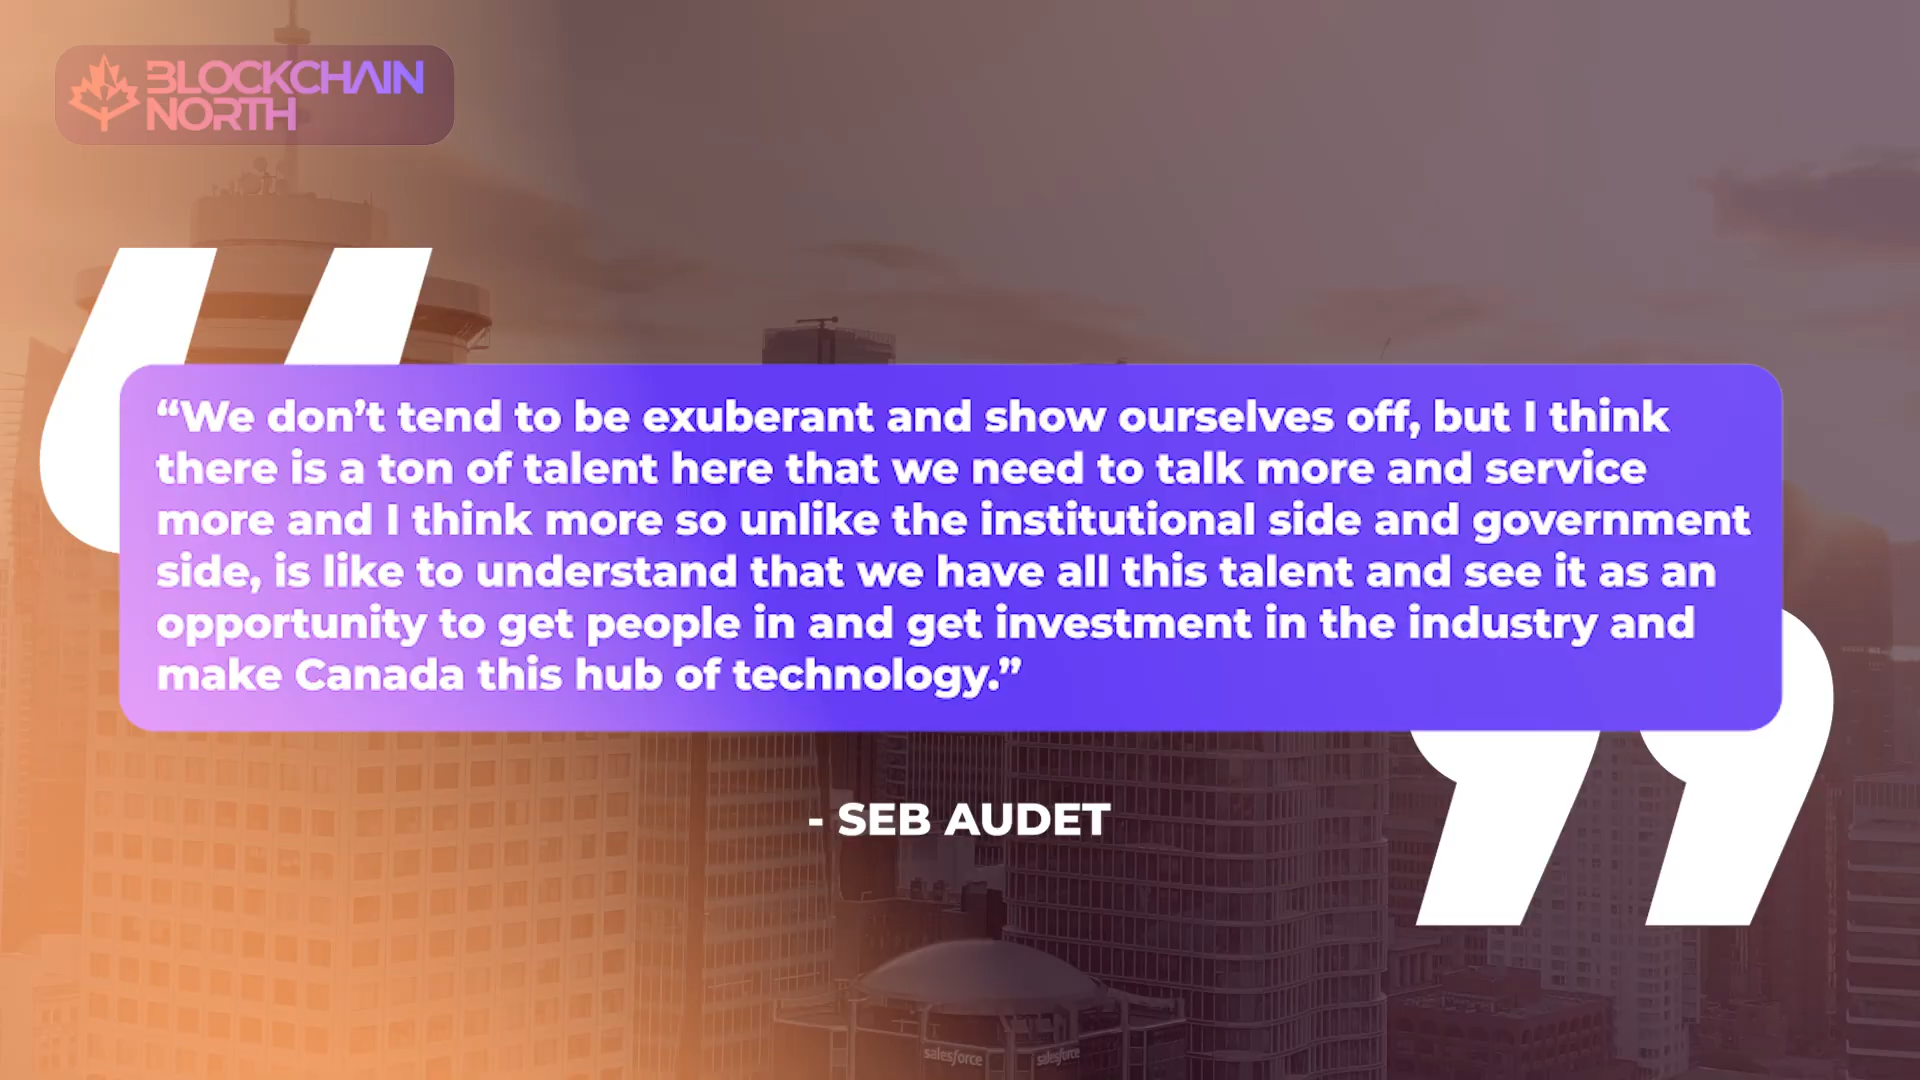 BLOCKCHAIN
NORTH
“We don’t tend to be exuberant and show ourselves off, but I think
there is a ton of talent here that we need to talk more and service
more and I think more so unlike the institutional side and government
side, is like to understand that we have all this talent and see it as an
opportunity to get people in and get investment in the industry and
make Canada this hub of technology.”
- SEB AUDET
salesforce salesforce